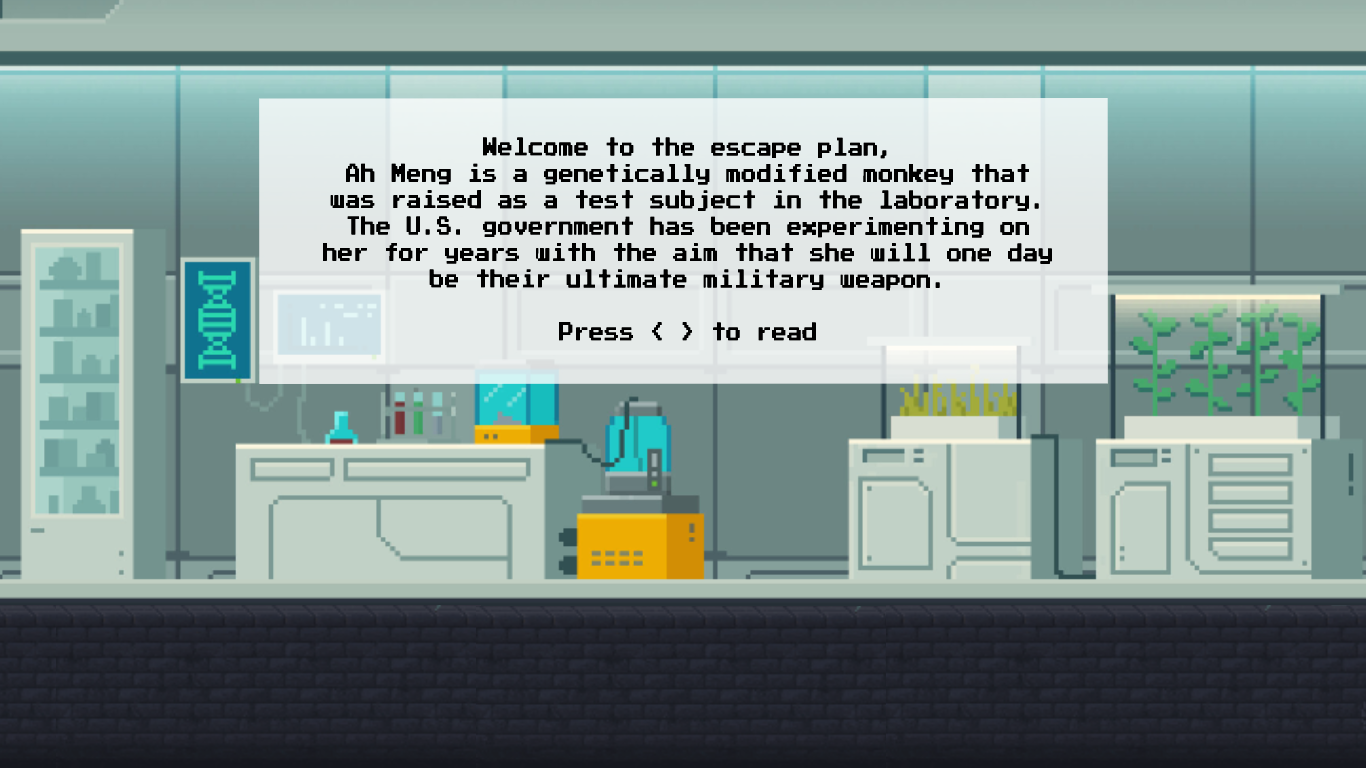 Welcome to the escape plan,
Ah Meng is a genetically modified monkey that
was raised as a test subject in the laboratory.
The U.S. government has been experimenting on
her for years with the aim that she will one day
be their ultimate military weapon.
Press < > to read